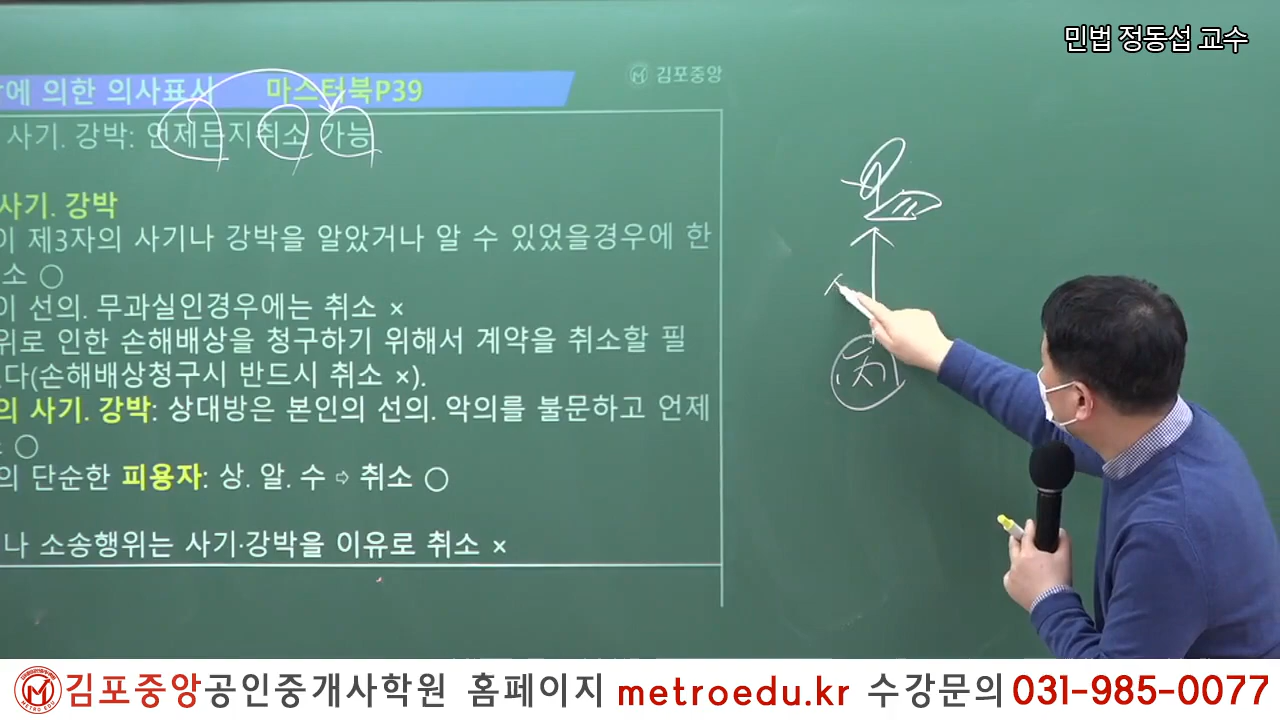 민법 정동섭 교수
김포중앙
에 의한 의사표시 마스터북P39
사기. 강박: 언제든지취소 가능
사기. 강박
이 제3자의 사기나 강박을 알았거나 알 수 있었을경우에 한
소 ○
이 선의. 무과실인경우에는 취소 ×
위로 인한 손해배상을 청구하기 위해서 계약을 취소할 필
다(손해배상청구시 반드시 취소 ×).
의 사기. 강박: 상대방은 본인의 선의. 악의를 불문하고 언제
○
의 단순한 피용자: 상. 알. 수 ⇨ 취소 ○
나 소송행위는 사기·강박을 이유로 취소 ×
丙
김포중앙공인중개사학원 홈페이지 metroedu.kr 수강문의 031-985-0077
METRO EDU